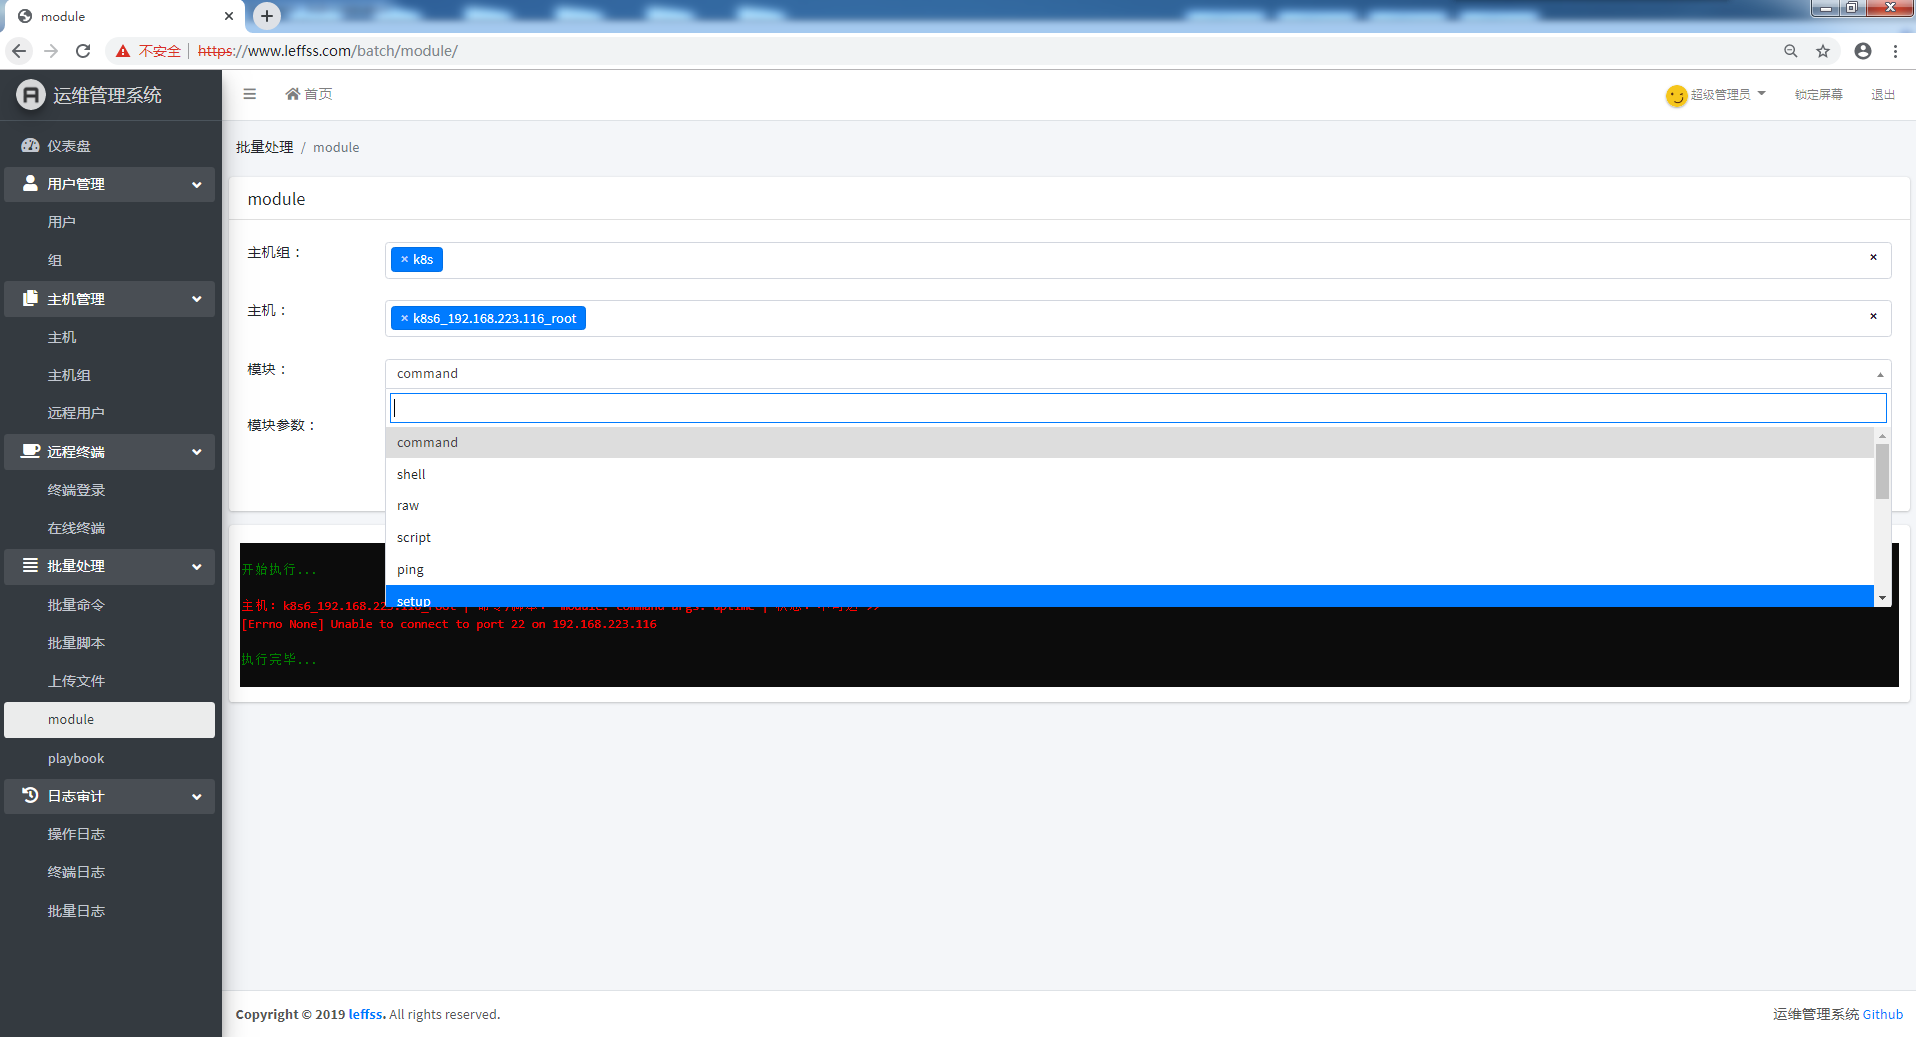 module
不安全 https://www.leffss.com/batch/module/
运维管理系统
首页
超级管理员
锁定屏幕
退出
仪表盘
用户管理
用户
组
主机管理
主机
主机组
远程用户
远程终端
终端登录
在线终端
批量处理
批量命令
批量脚本
上传文件
module
playbook
日志审计
操作日志
终端日志
批量日志
批量处理 / module
module
主机组：
× k8s
×
主机：
× k8s6_192.168.223.116_root
×
模块：
command
模块参数：
command
shell
raw
script
ping
setup
开始执行...
主机: k8s6_192.168.22
[Errno None] Unable to connect to port 22 on 192.168.223.116
执行完毕...
Copyright © 2019 leffss. All rights reserved.
运维管理系统 Github